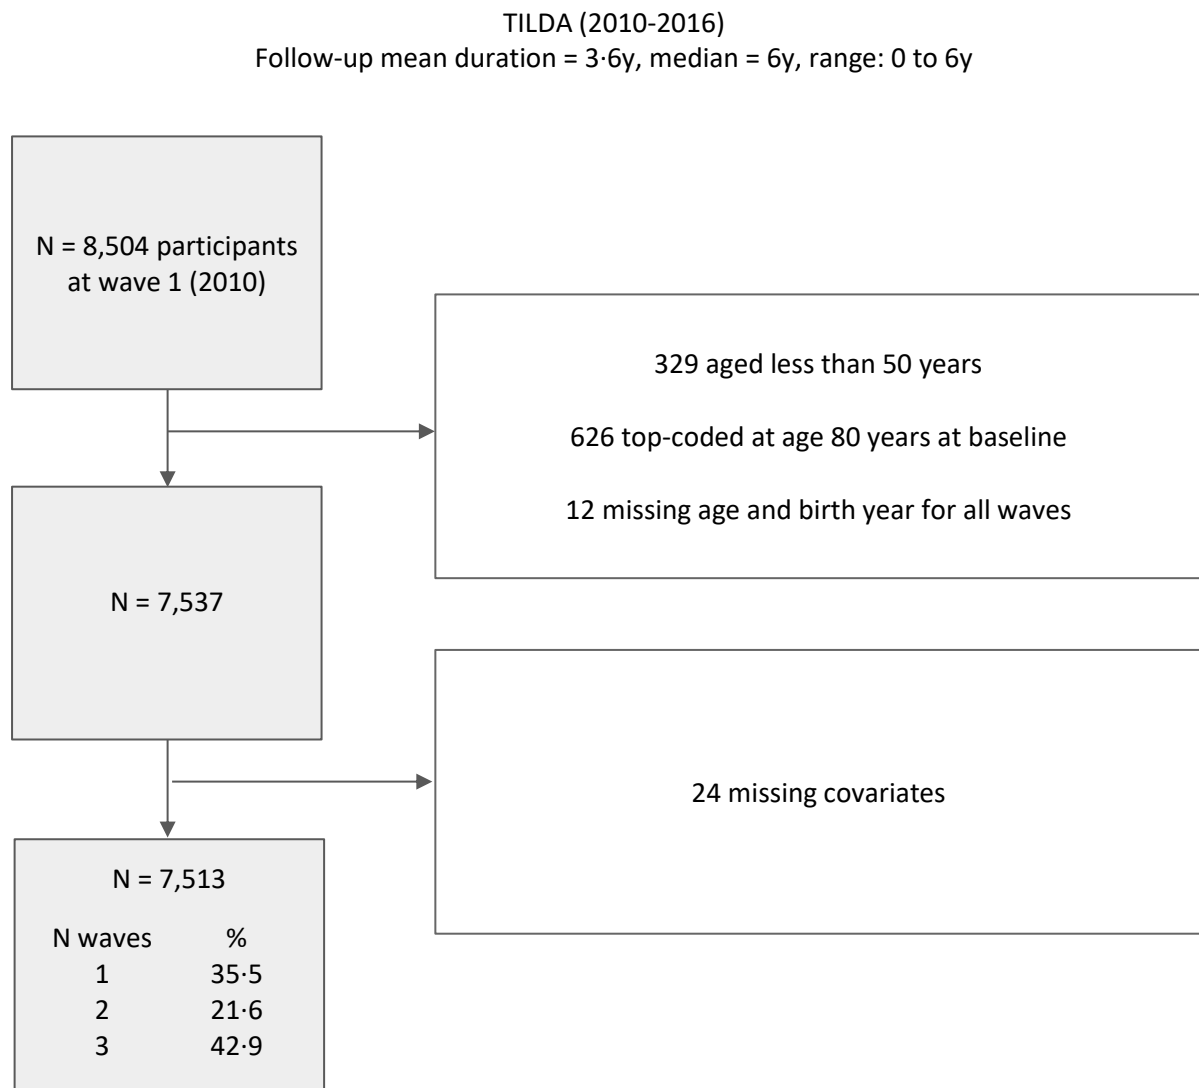 TILDA (2010-2016)
Follow-up mean duration = 3·6y, median = 6y, range: 0 to 6y
N = 8,504 participants
at wave 1 (2010)
329 aged less than 50 years
626 top-coded at age 80 years at baseline
12 missing age and birth year for all waves
N = 7,537
24 missing covariates
N = 7,513
N waves %
1 35·5
2 21·6
3 42·9